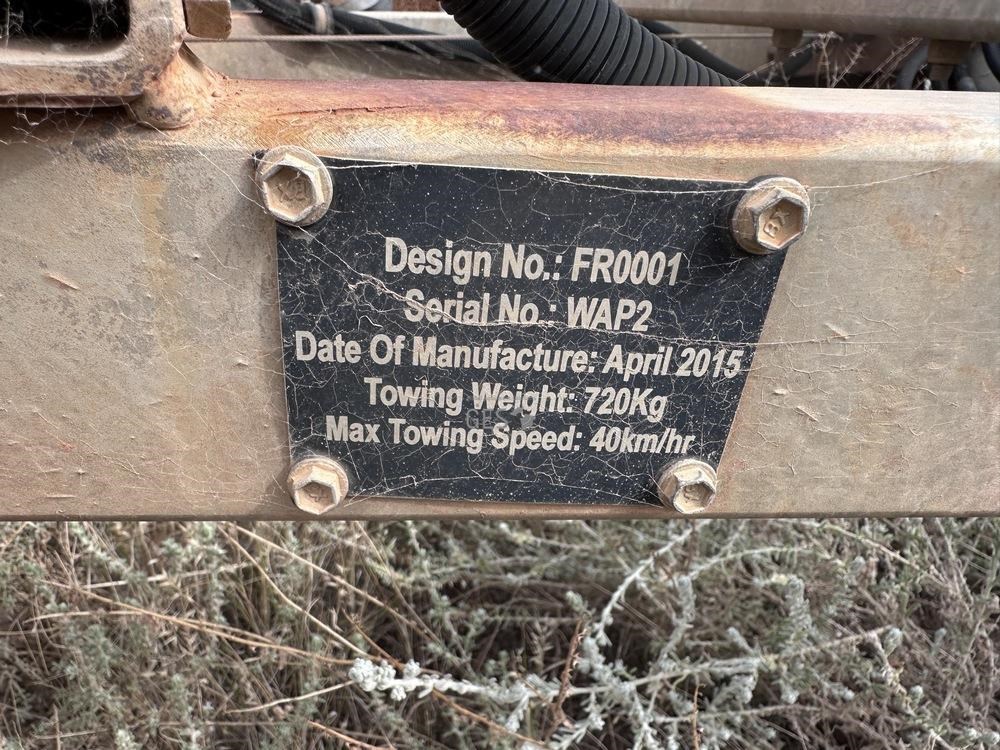 Design No.: FR0001
Serial No.: WAP2
Date Of Manufacture: April 2015
Towing Weight: 720Kg
Max Towing Speed: 40km/hr